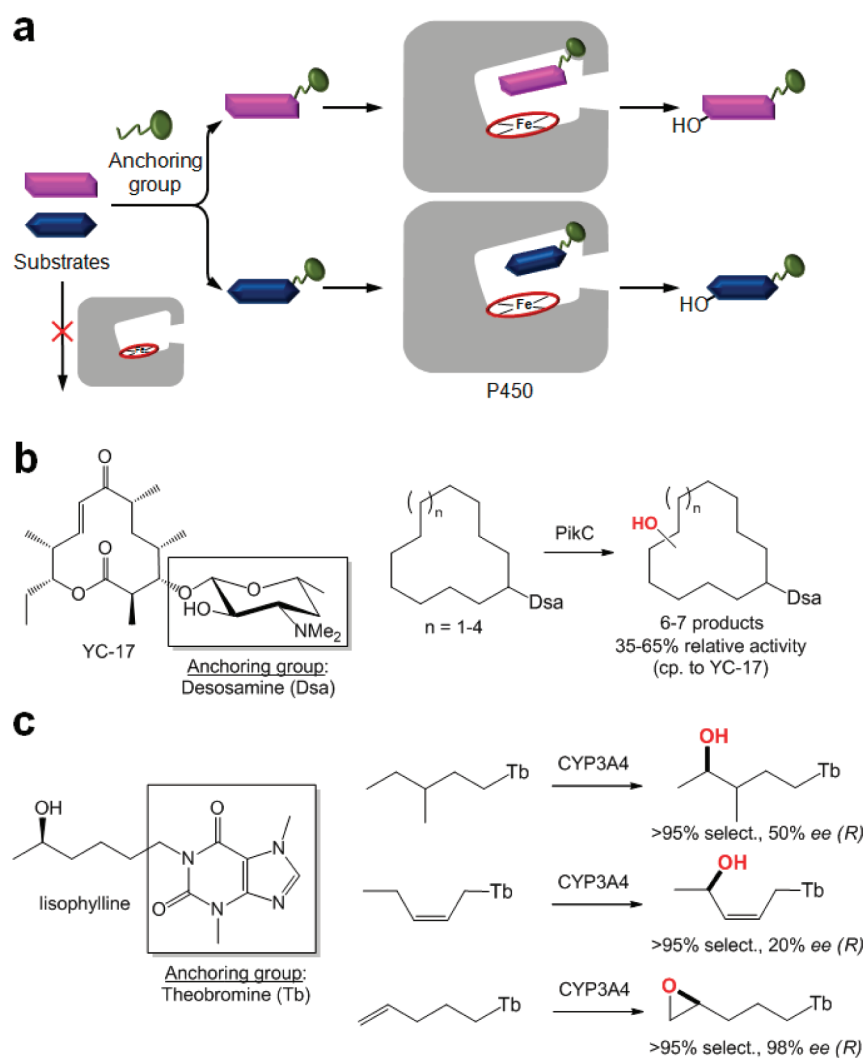 a
Anchoring
group
Substrates
Fe
HO
Fe
HO
P450
b
O
O
O
O
O
HO
NMe2
YC-17
Anchoring group:
Desosamine (Dsa)
( )n
Dsa
n = 1-4
PikC
( )n
HO
Dsa
6-7 products
35-65% relative activity
(cp. to YC-17)
c
OH
lisophylline
O
N
N
O
N
N
Anchoring group:
Theobromine (Tb)
Tb
CYP3A4
OH
Tb
>95% select., 50% ee (R)
Tb
CYP3A4
OH
Tb
>95% select., 20% ee (R)
Tb
CYP3A4
O
Tb
>95% select., 98% ee (R)